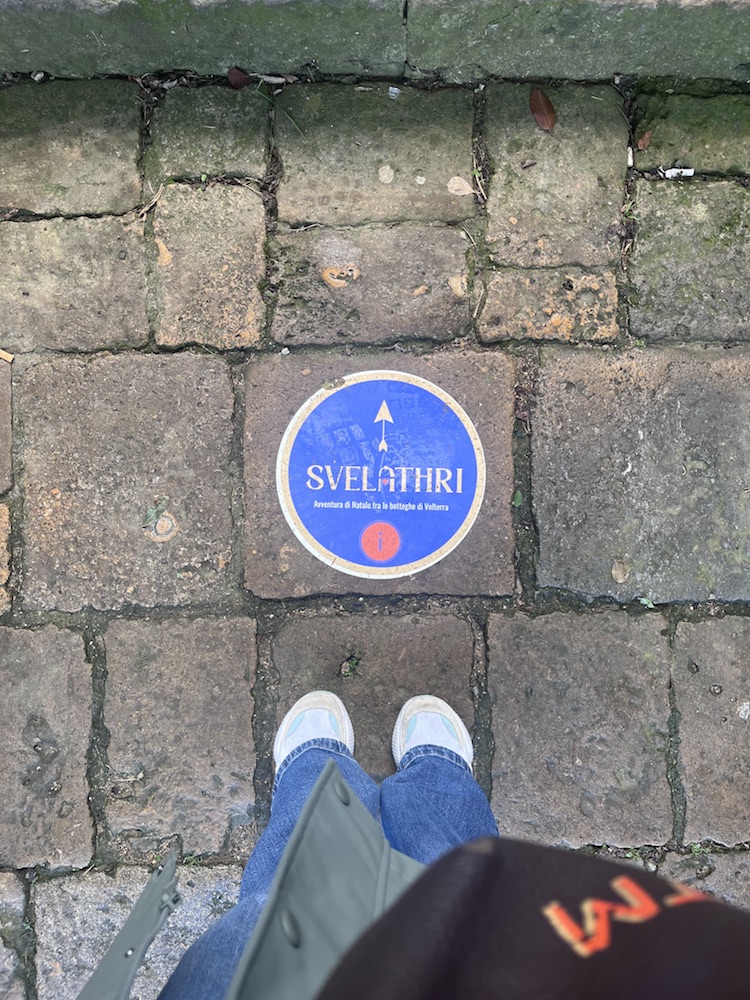 SVELATHRI
Avventura di Natale fra le botteghe di Volterra
i